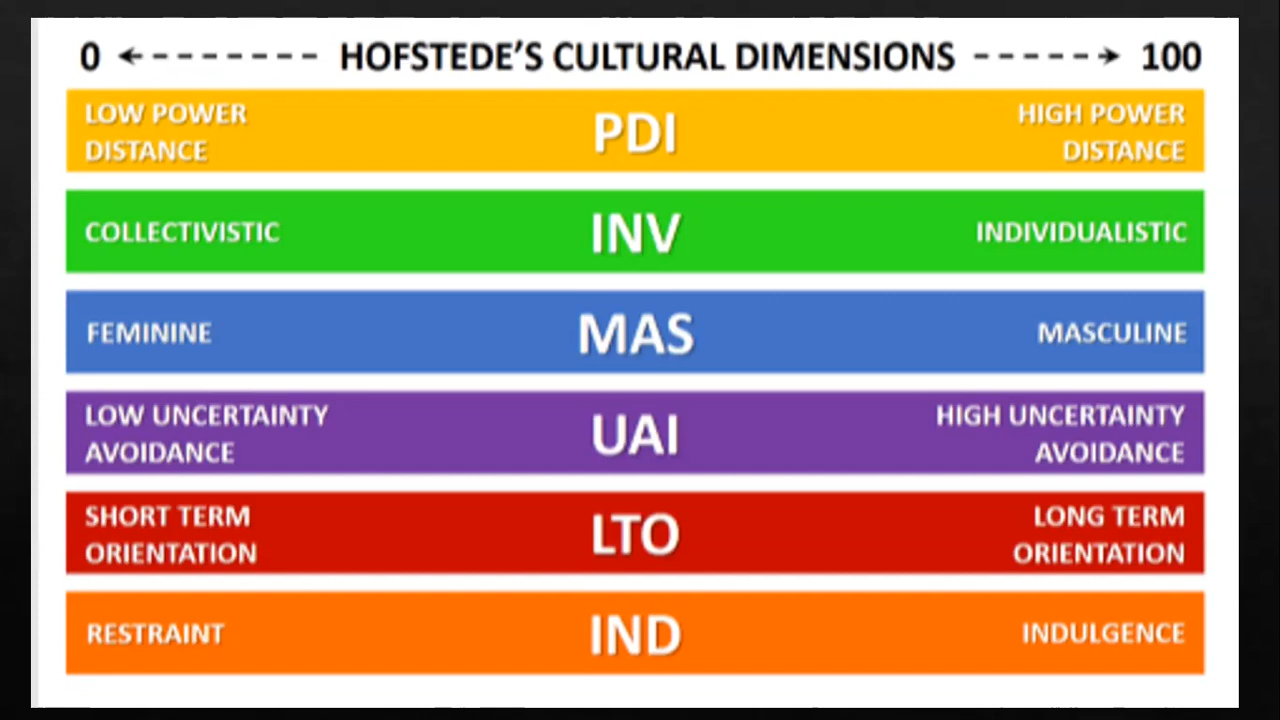 0 ←-------- HOFSTEDE’S CULTURAL DIMENSIONS -----→ 100
LOW POWER
DISTANCE
PDI
HIGH POWER
DISTANCE
COLLECTIVISTIC
INV
INDIVIDUALISTIC
FEMININE
MAS
MASCULINE
LOW UNCERTAINTY
AVOIDANCE
UAI
HIGH UNCERTAINTY
AVOIDANCE
SHORT TERM
ORIENTATION
LTO
LONG TERM
ORIENTATION
RESTRAINT
IND
INDULGENCE